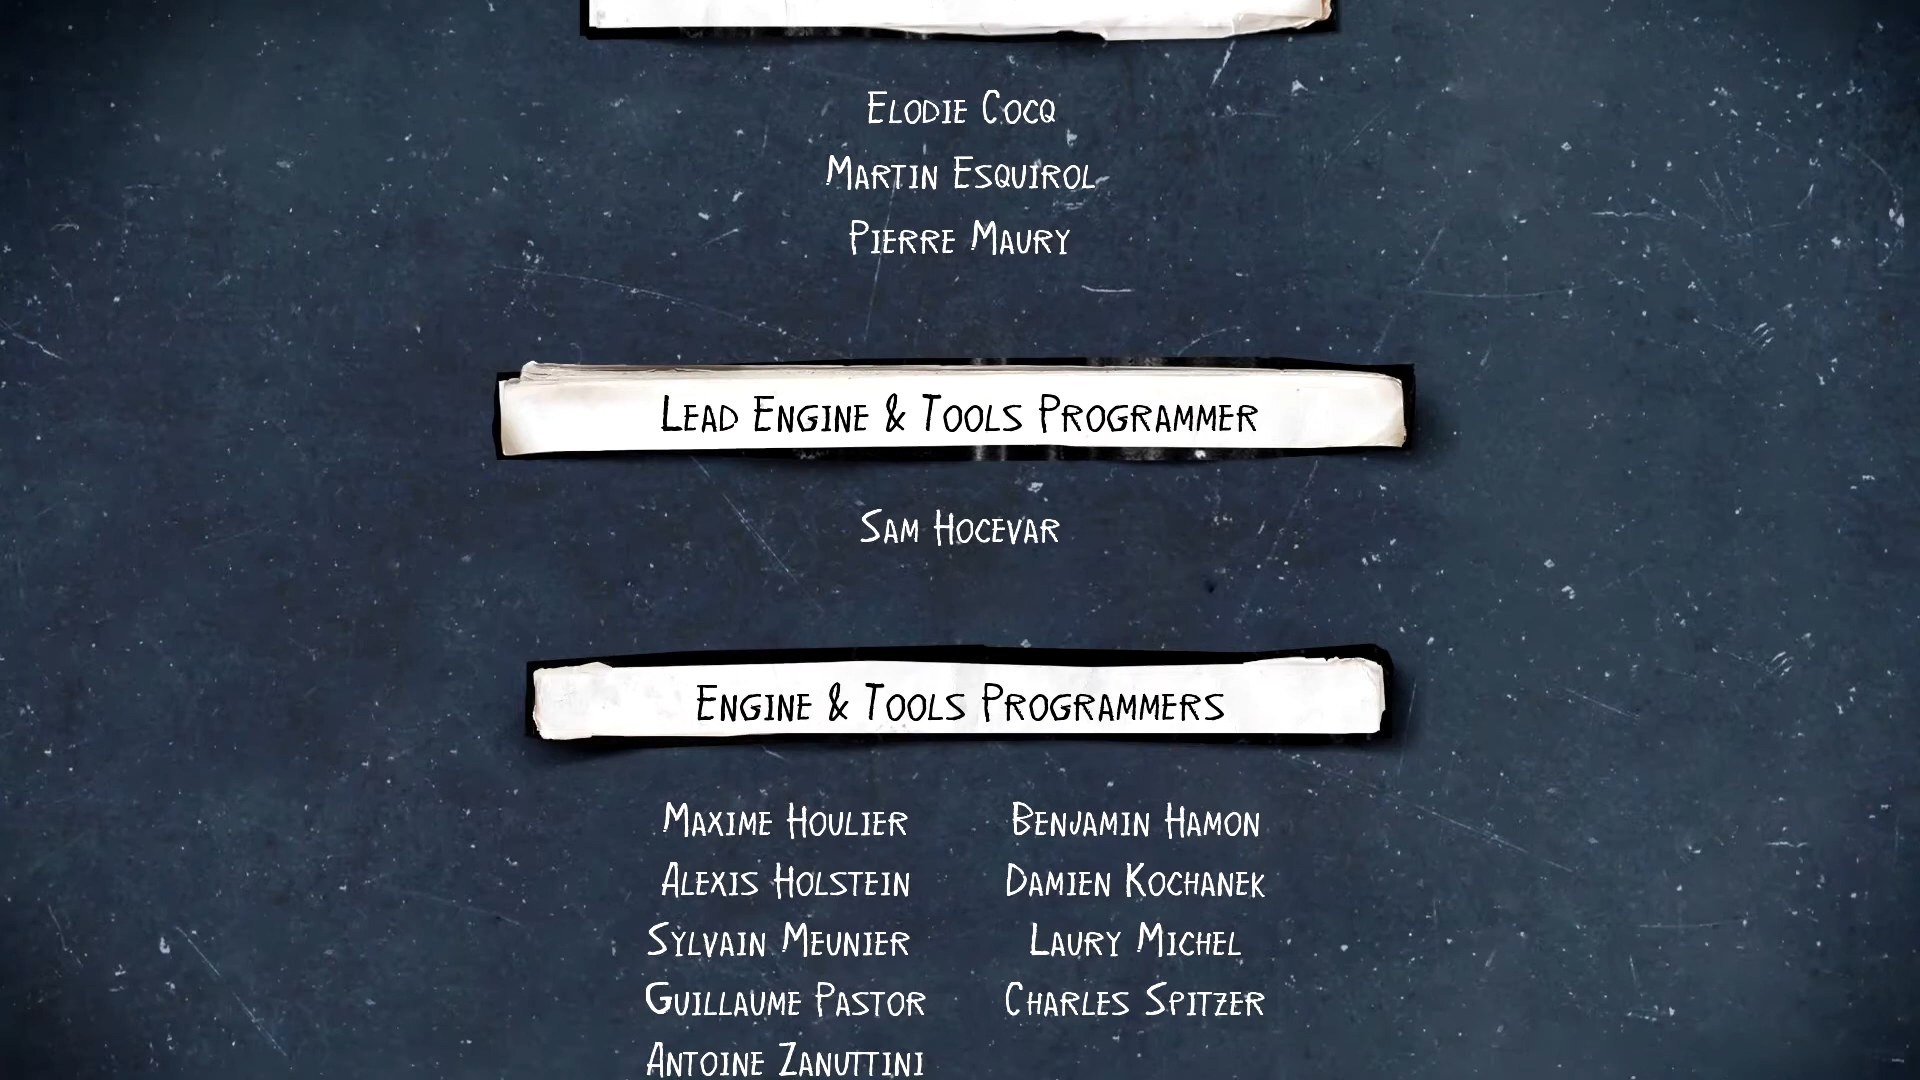 Elodie Cocq
Martin Esquirol
Pierre Maury
Lead Engine & Tools Programmer
Sam Hocevar
Engine & Tools Programmers
Maxime Houlier Benjamin Hamon
Alexis Holstein Damien Kochanek
Sylvain Meunier Laury Michel
Guillaume Pastor Charles Spitzer
Antoine Zanuttini